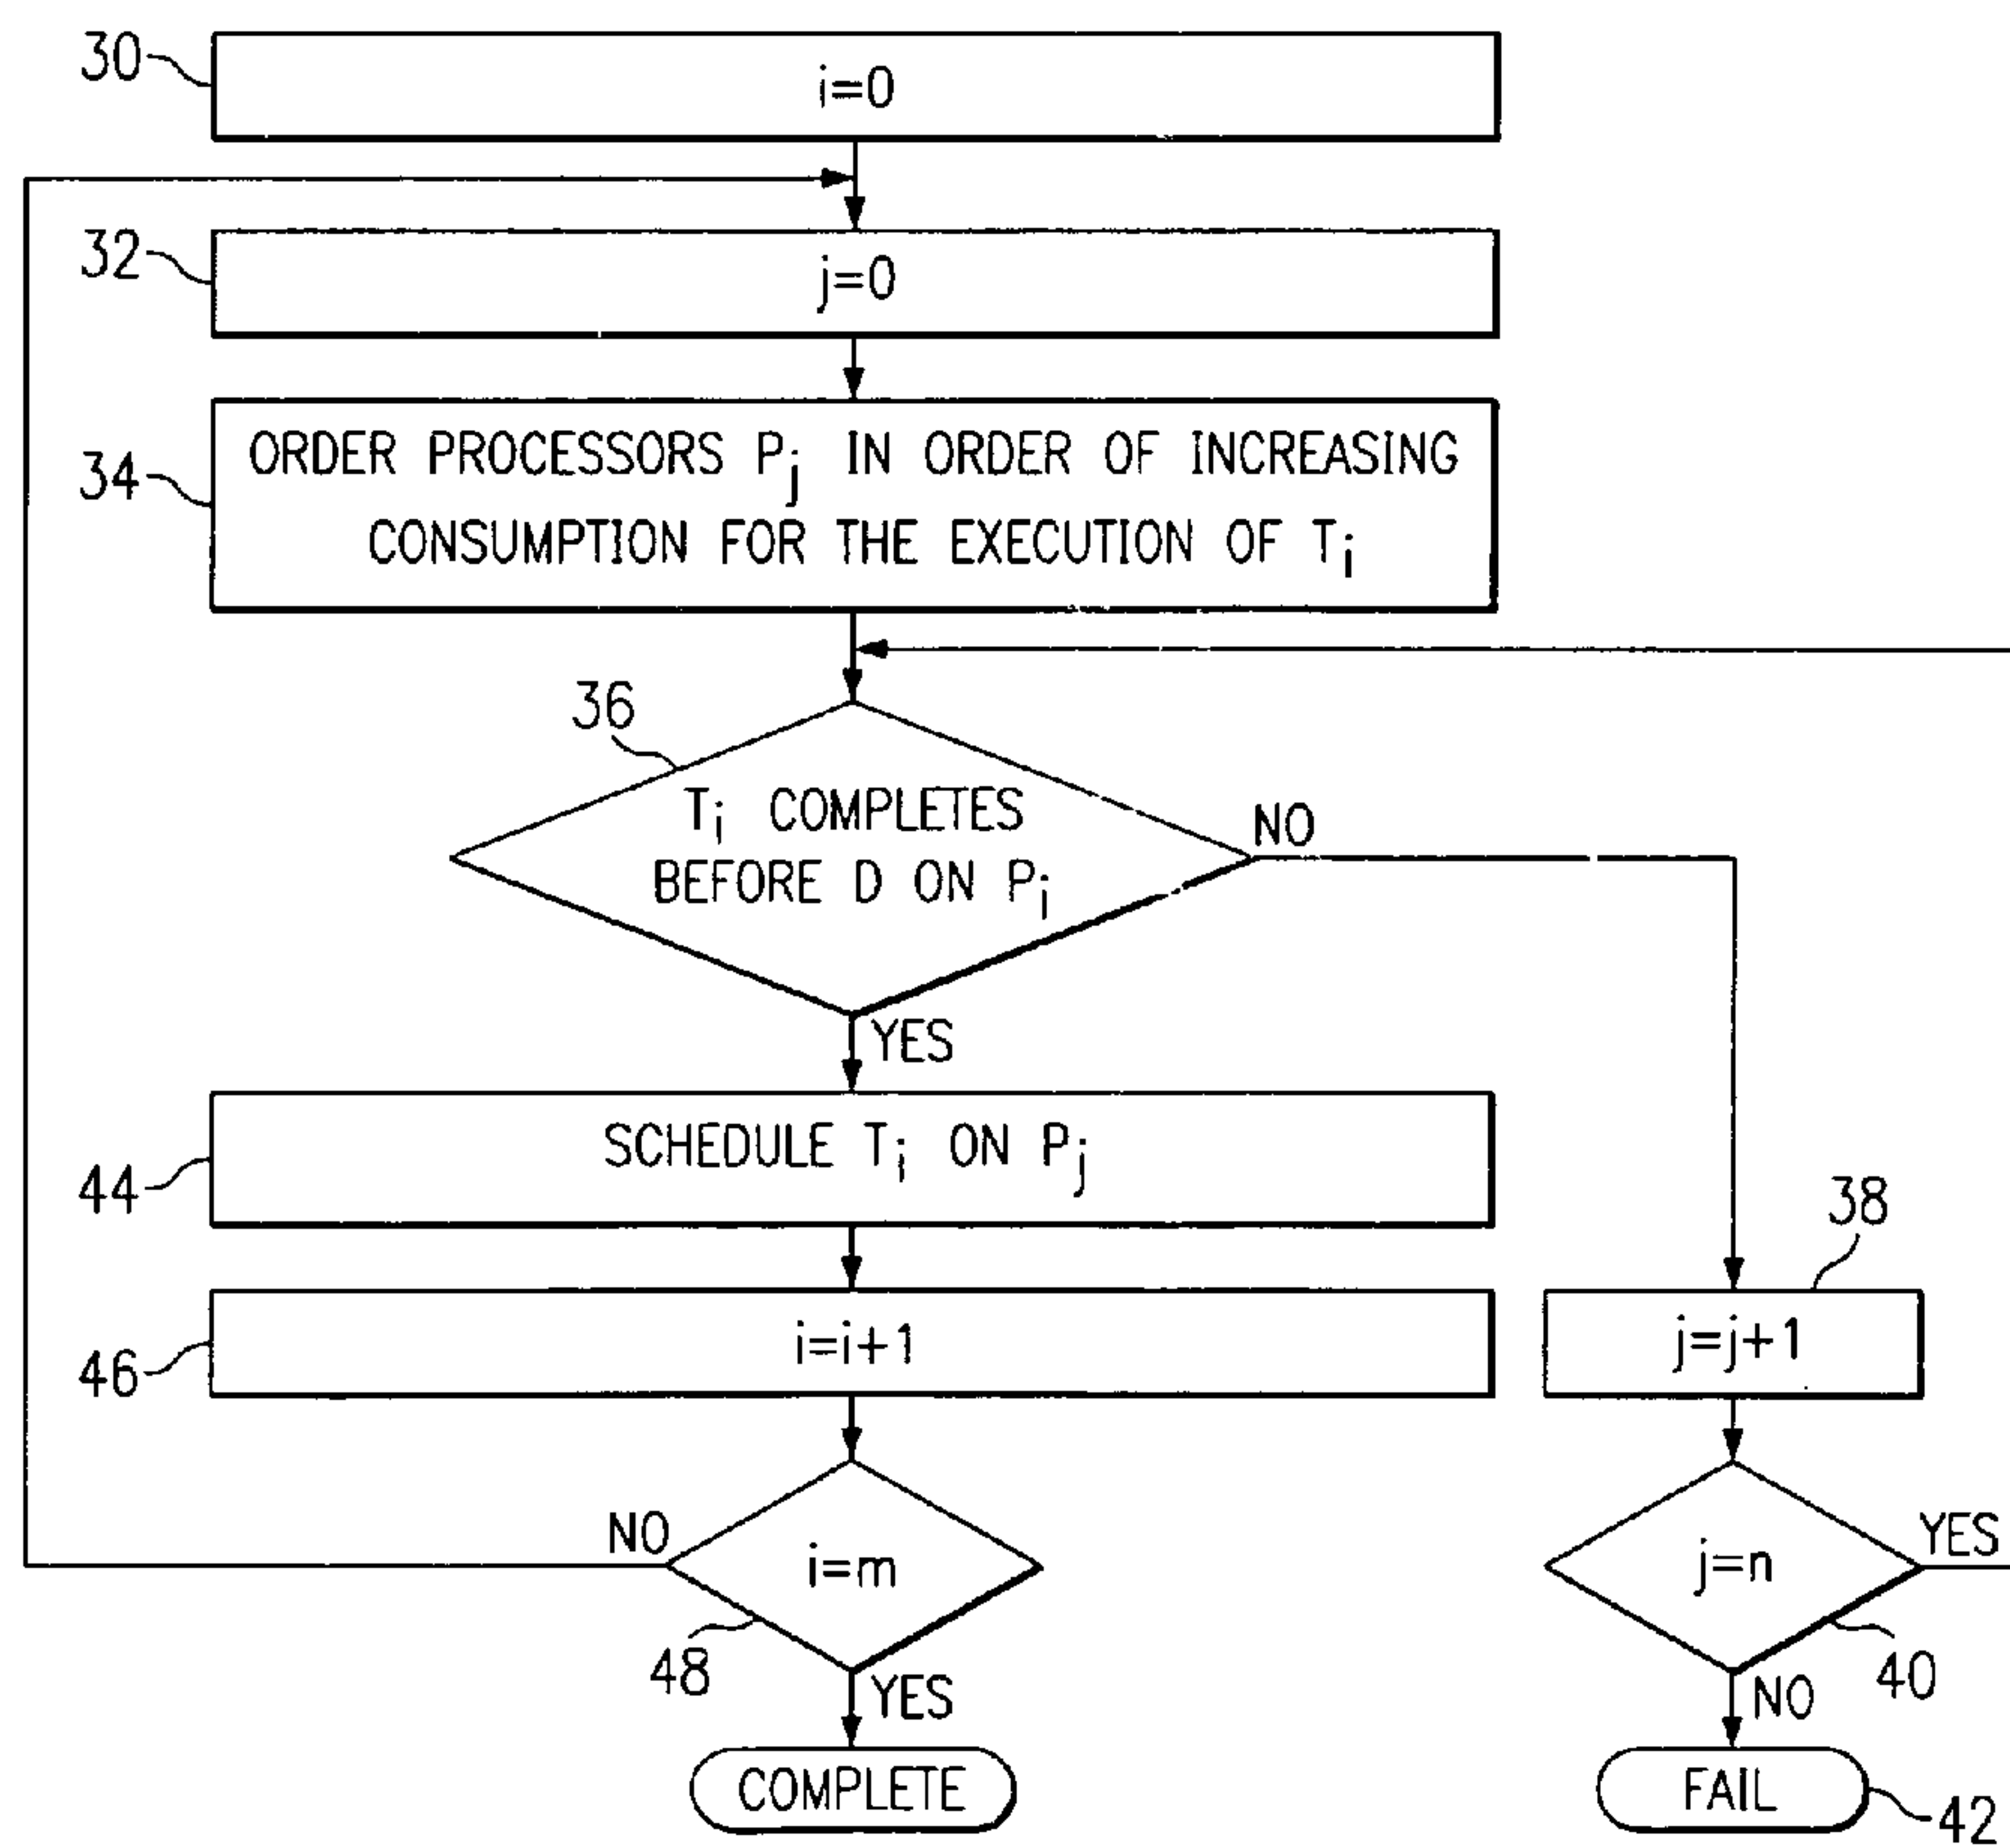 30
i=0
32
j=0
34
ORDER PROCESSORS Pj IN ORDER OF INCREASING
CONSUMPTION FOR THE EXECUTION OF Ti
36
Ti COMPLETES
BEFORE D ON Pi
NO
YES
44
SCHEDULE Ti ON Pj
38
46
i=i+1
j=j+1
NO
i=m
j=n
YES
48
YES
40
NO
COMPLETE
FAIL
42